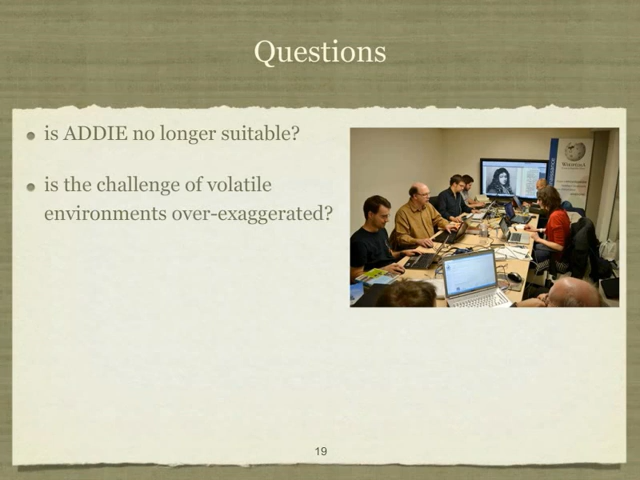 Questions
is ADDIE no longer suitable?
is the challenge of volatile
environments over-exaggerated?
19